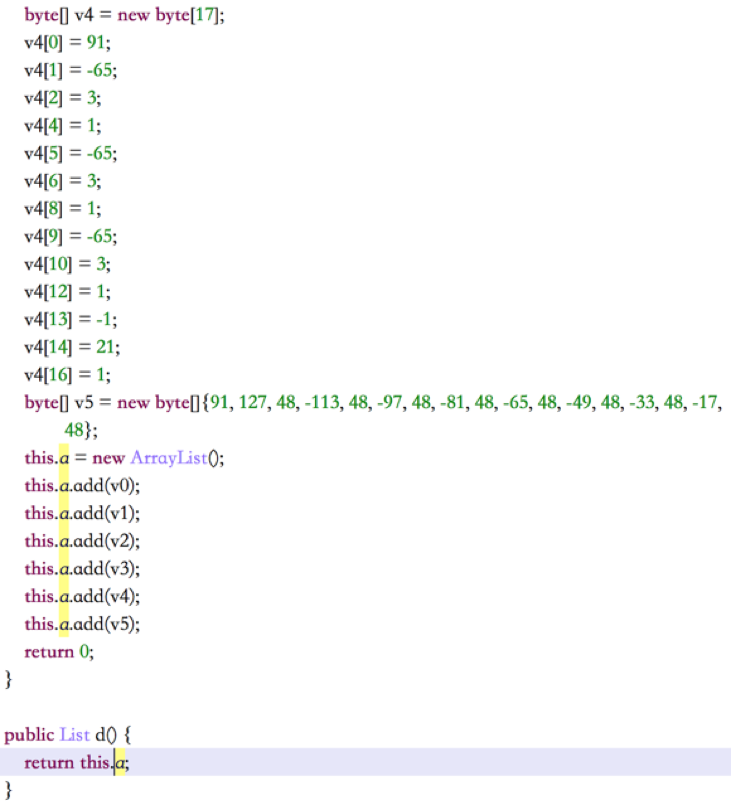 byte[] v4 = new byte[17];
v4[0] = 91;
v4[1] = -65;
v4[2] = 3;
v4[4] = 1;
v4[5] = -65;
v4[6] = 3;
v4[8] = 1;
v4[9] = -65;
v4[10] = 3;
v4[12] = 1;
v4[13] = -1;
v4[14] = 21;
v4[16] = 1;
byte[] v5 = new byte[]{91, 127, 48, -113, 48, -97, 48, -81, 48, -65, 48, -49, 48, -33, 48, -17,
48};
this.a = new ArrayList();
this.a.add(v0);
this.a.add(v1);
this.a.add(v2);
this.a.add(v3);
this.a.add(v4);
this.a.add(v5);
return 0;
}
public List d() {
return this.a;
}